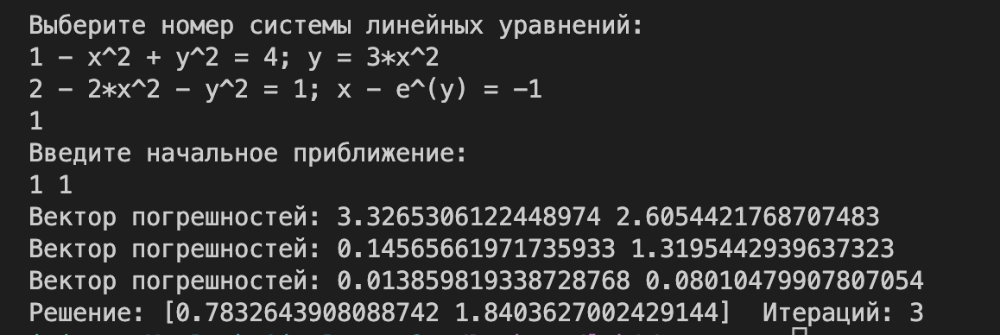 Выберите номер системы линейных уравнений:
1 - x^2 + y^2 = 4; y = 3*x^2
2 - 2*x^2 - y^2 = 1; x - e^(y) = -1
1
Введите начальное приближение:
1 1
Вектор погрешностей: 3.3265306122448974 2.6054421768707483
Вектор погрешностей: 0.14565661971735933 1.3195442939637323
Вектор погрешностей: 0.013859819338728768 0.08010479907807054
Решение: [0.7832643908088742 1.8403627002429144]  Итераций: 3